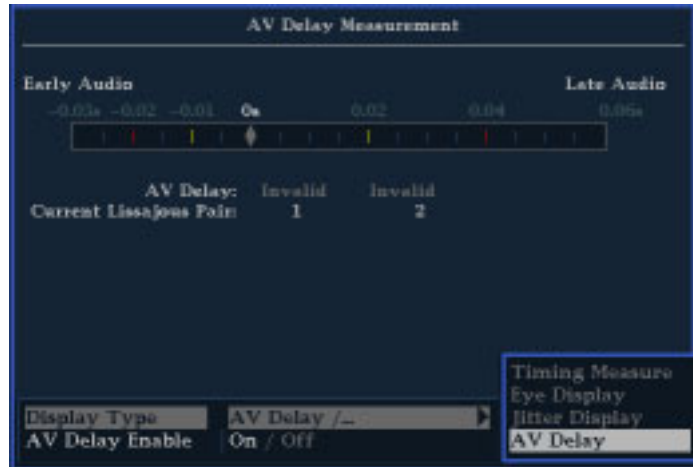 AV Delay Measurement
Early Audio Late Audio
-0.03s -0.02 -0.01 0s 0.02 0.04 0.06s
AV Delay: Invalid Invalid
Current Lissajous Pair: 1 2
Timing Measure
Eye Display
Display Type AV Delay /... Jitter Display
AV Delay Enable On / Off AV Delay